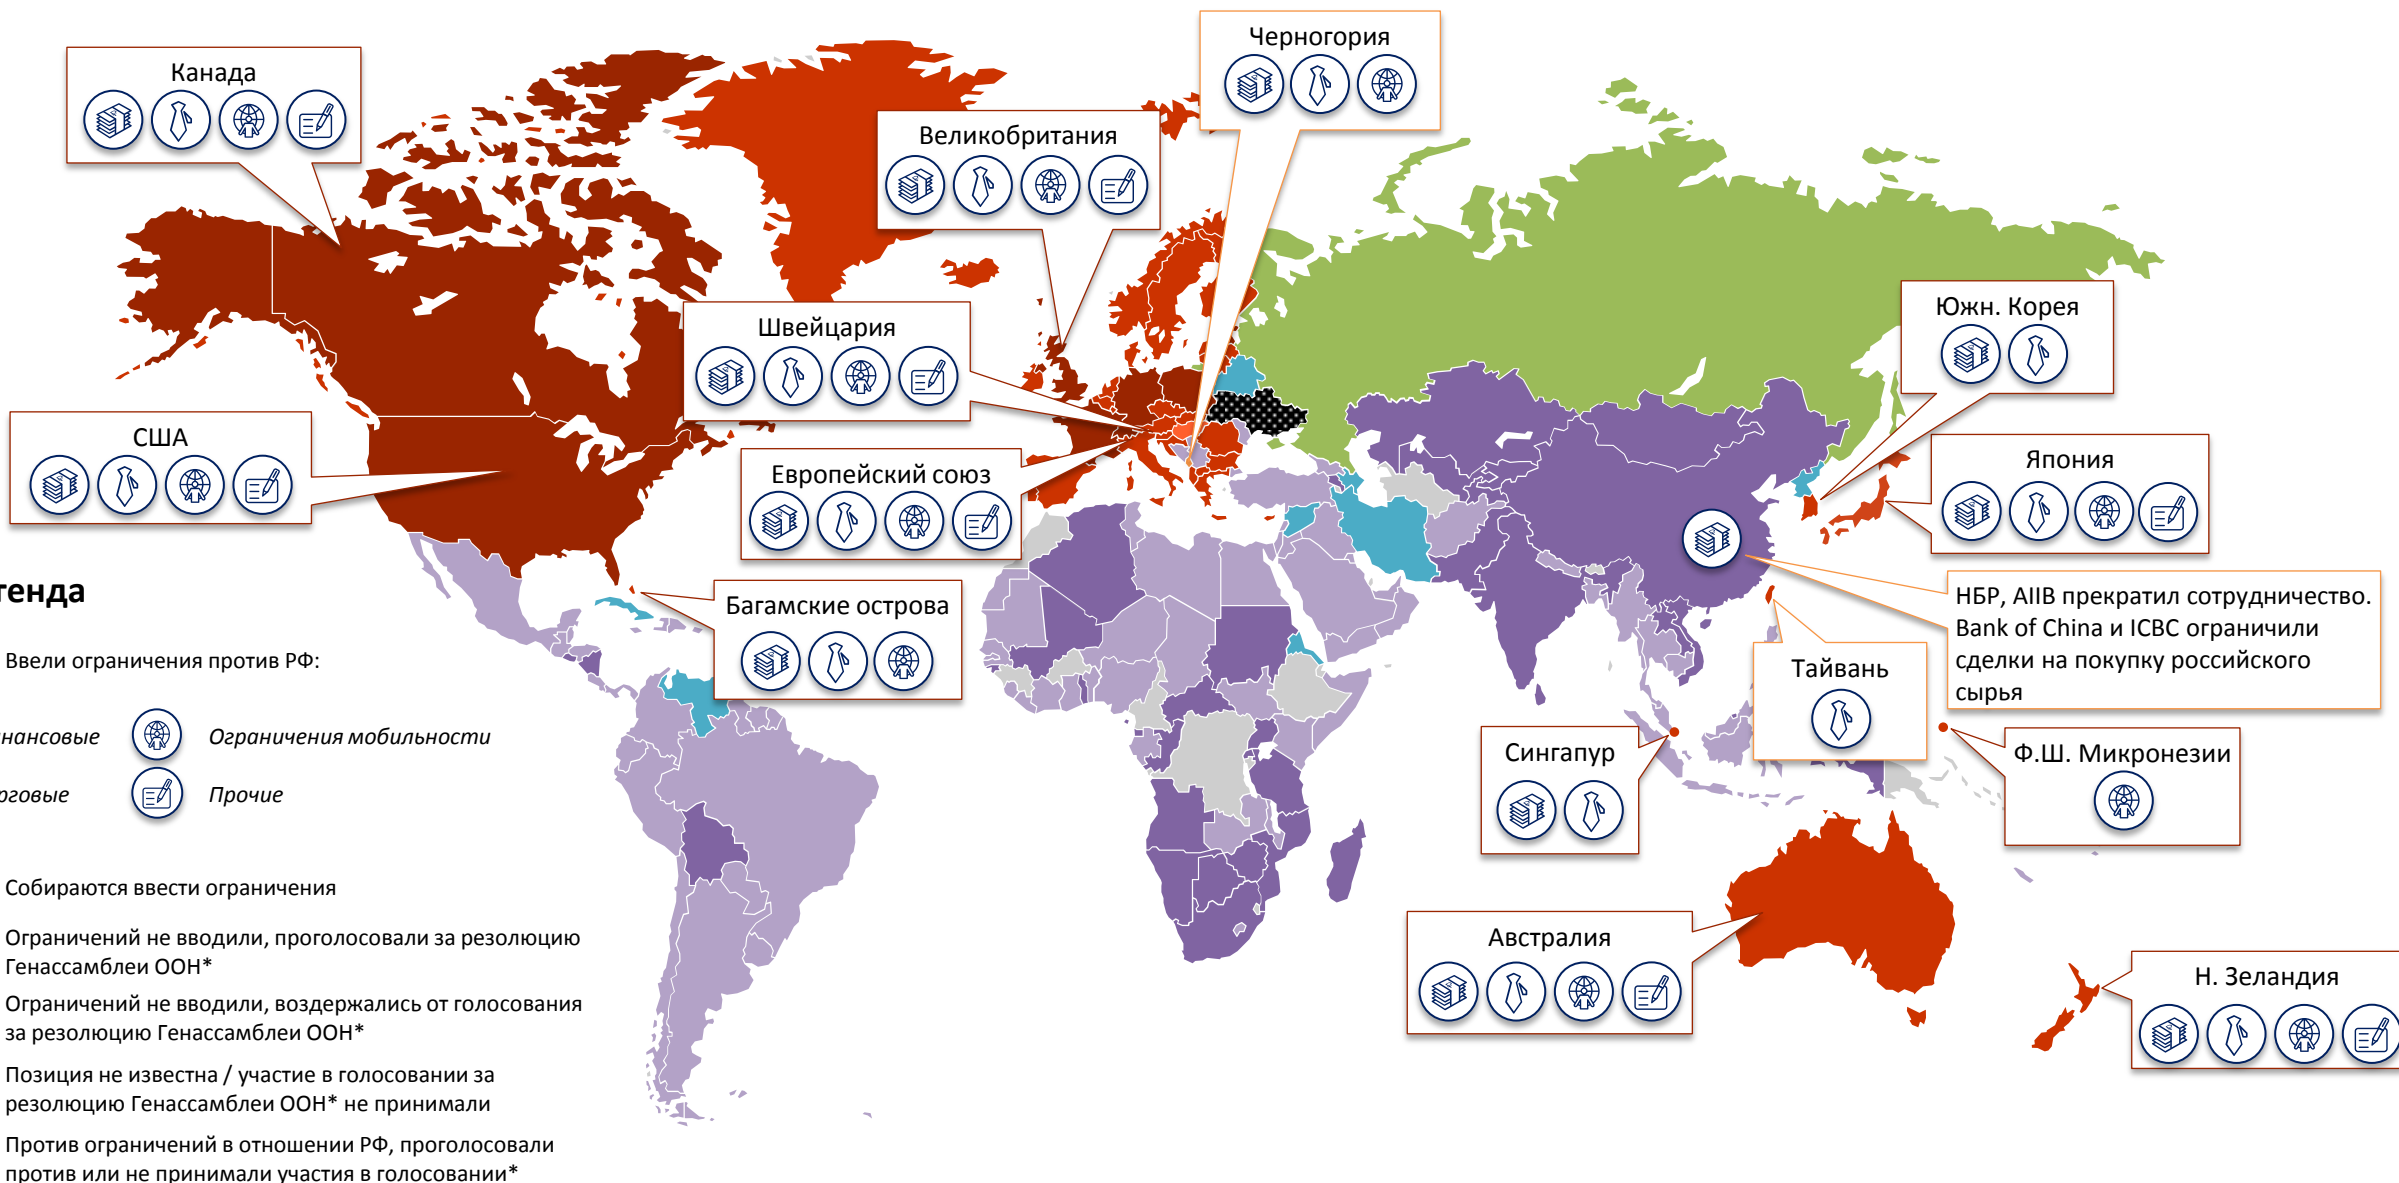 Черногория
Канада
Великобритания
Южн. Корея
Швейцария
США
Япония
Европейский союз
НБР, AIIB прекратил сотрудничество.
Bank of China и ICBC ограничили
сделки на покупку российского
сырья
Багамские острова
Тайвань
Сингапур
Ф.Ш. Микронезии
Австралия
Н. Зеландия
генда
Ввели ограничения против РФ:
нансовые
Ограничения мобильности
рговые
Прочие
Собираются ввести ограничения
Ограничений не вводили, проголосовали за резолюцию
Генассамблеи ООН*
Ограничений не вводили, воздержались от голосования
за резолюцию Генассамблеи ООН*
Позиция не известна / участие в голосовании за
резолюцию Генассамблеи ООН* не принимали
Против ограничений в отношении РФ, проголосовали
против или не принимали участия в голосовании*